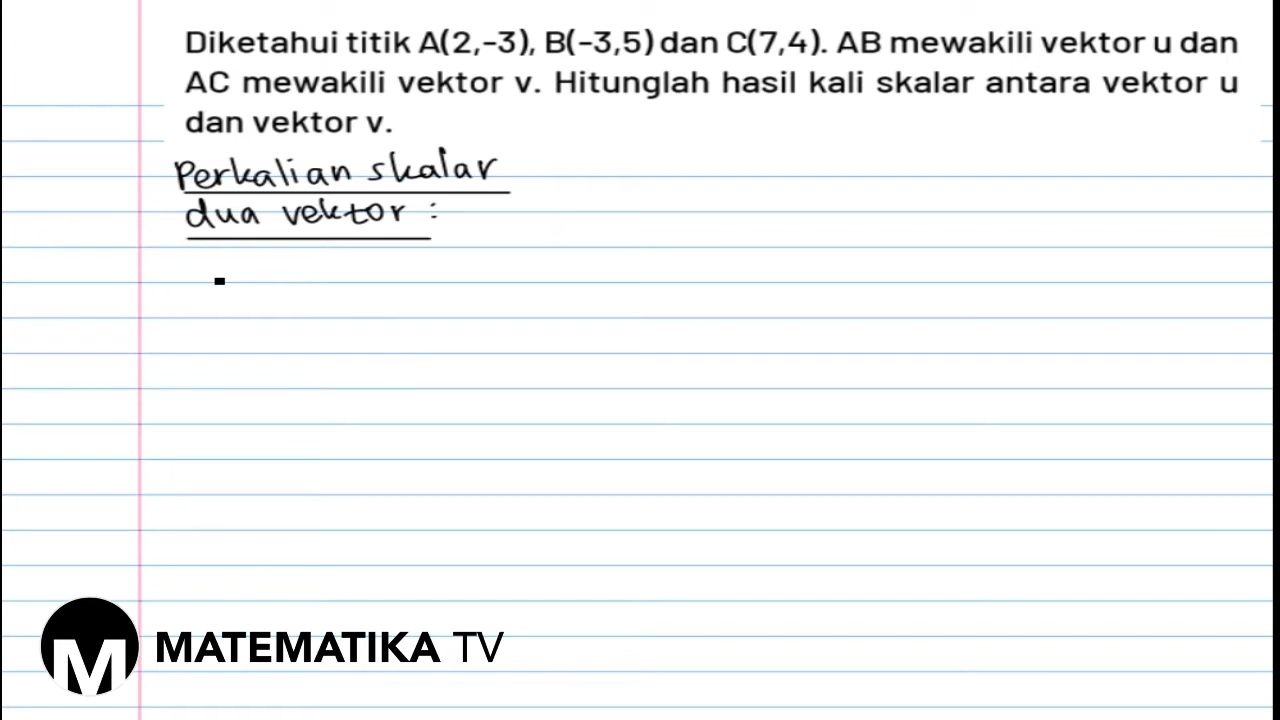 Diketahui titik A(2,-3), B(-3,5) dan C(7,4). AB mewakili vektor u dan
AC mewakili vektor v. Hitunglah hasil kali skalar antara vektor u
dan vektor v.
Perkalian skalar
dua vektor :
M MATEMATIKA TV